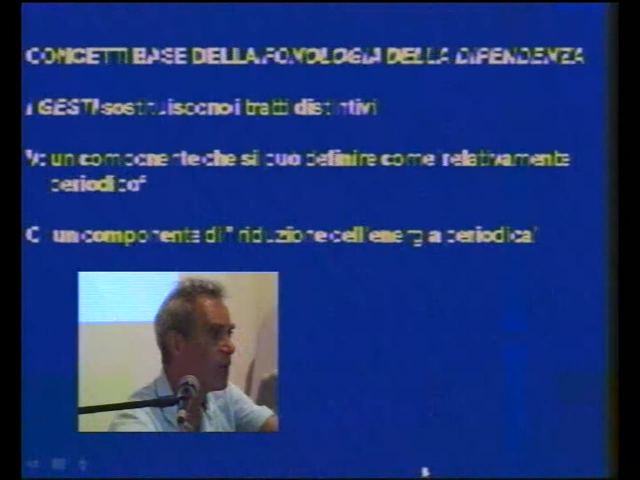 CONCETTI BASE DELLA FONOLOGIA DELLA DIPENDENZA
I GESTI sostituiscono i tratti distintivi
V: un componente che si può definire come "relativamente
periodico"
C: un componente di "riduzione dell'energia periodica"